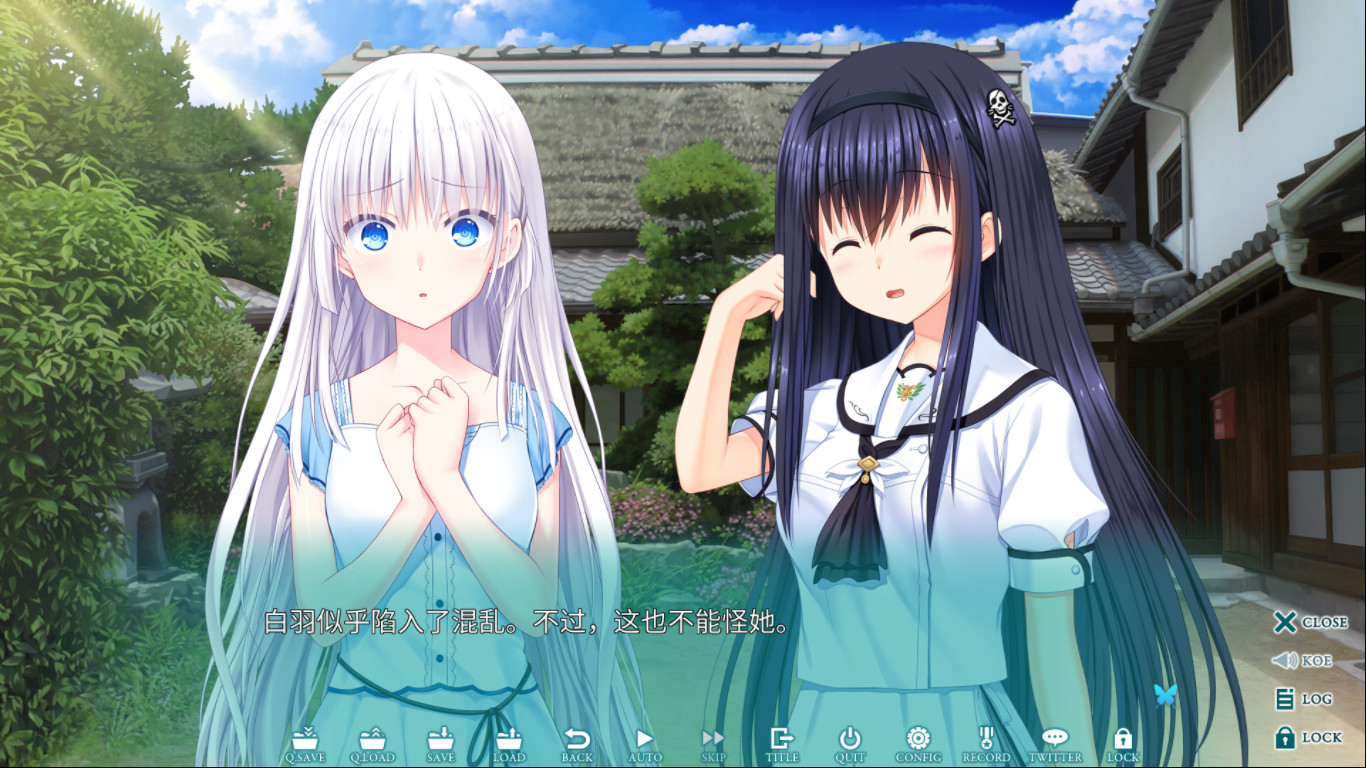 白羽似乎陷入了混乱。不过，这也不能怪她。
CLOSE
KOE
LOG
LOCK
Q.SAVE Q.LOAD SAVE LOAD BACK AUTO SKIP TITLE QUIT CONFIG RECORD TWITTER LOCK